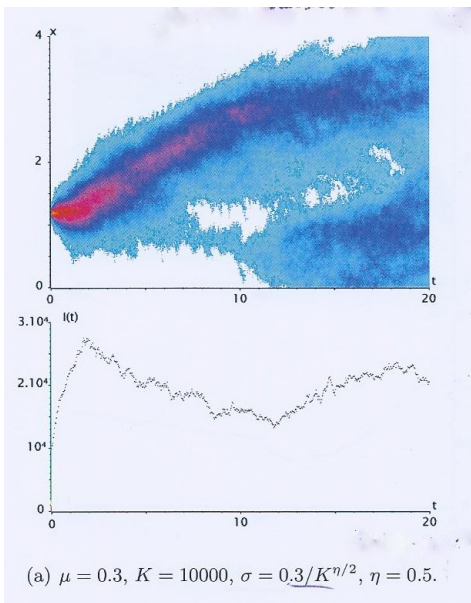 x
4
2
0
0 10 20
t
3.10⁴ I(t)
2.10⁴
10⁴
0
0 10 20
t
(a) μ = 0.3, K = 10000, σ = 0.3/K^{η/2}, η = 0.5.